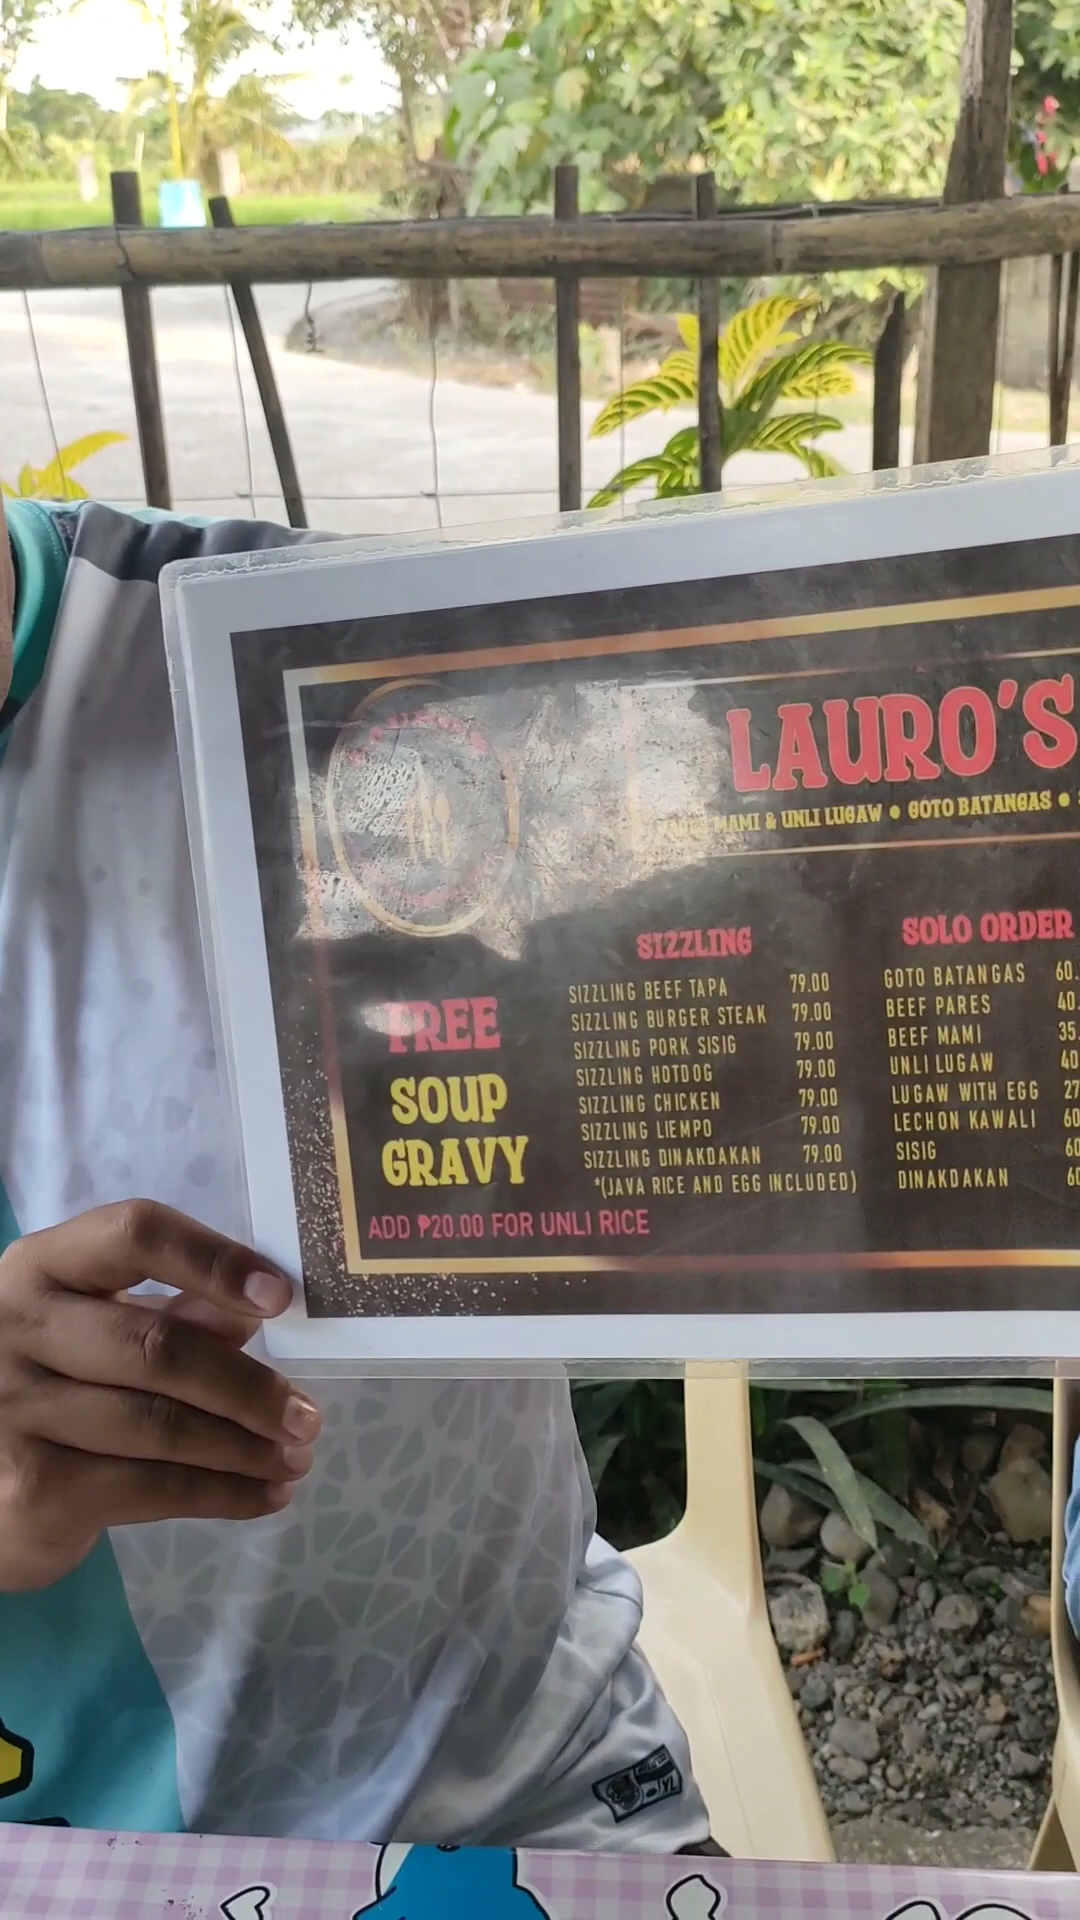 LAURO'S
MAMI & UNLI LUGAW ● GOTO BATANGAS ●
FREE
SOUP
GRAVY
SIZZLING
SIZZLING BEEF TAPA 79.00
SIZZLING BURGER STEAK 79.00
SIZZLING PORK SISIG 79.00
SIZZLING HOTDOG 79.00
SIZZLING CHICKEN 79.00
SIZZLING LIEMPO 79.00
SIZZLING DINAKDAKAN 79.00
*(JAVA RICE AND EGG INCLUDED)
SOLO ORDER
GOTO BATANGAS 60.
BEEF PARES 40.
BEEF MAMI 35.
UNLI LUGAW 40
LUGAW WITH EGG 27
LECHON KAWALI 60
SISIG 60
DINAKDAKAN 60
ADD ₱20.00 FOR UNLI RICE
XL